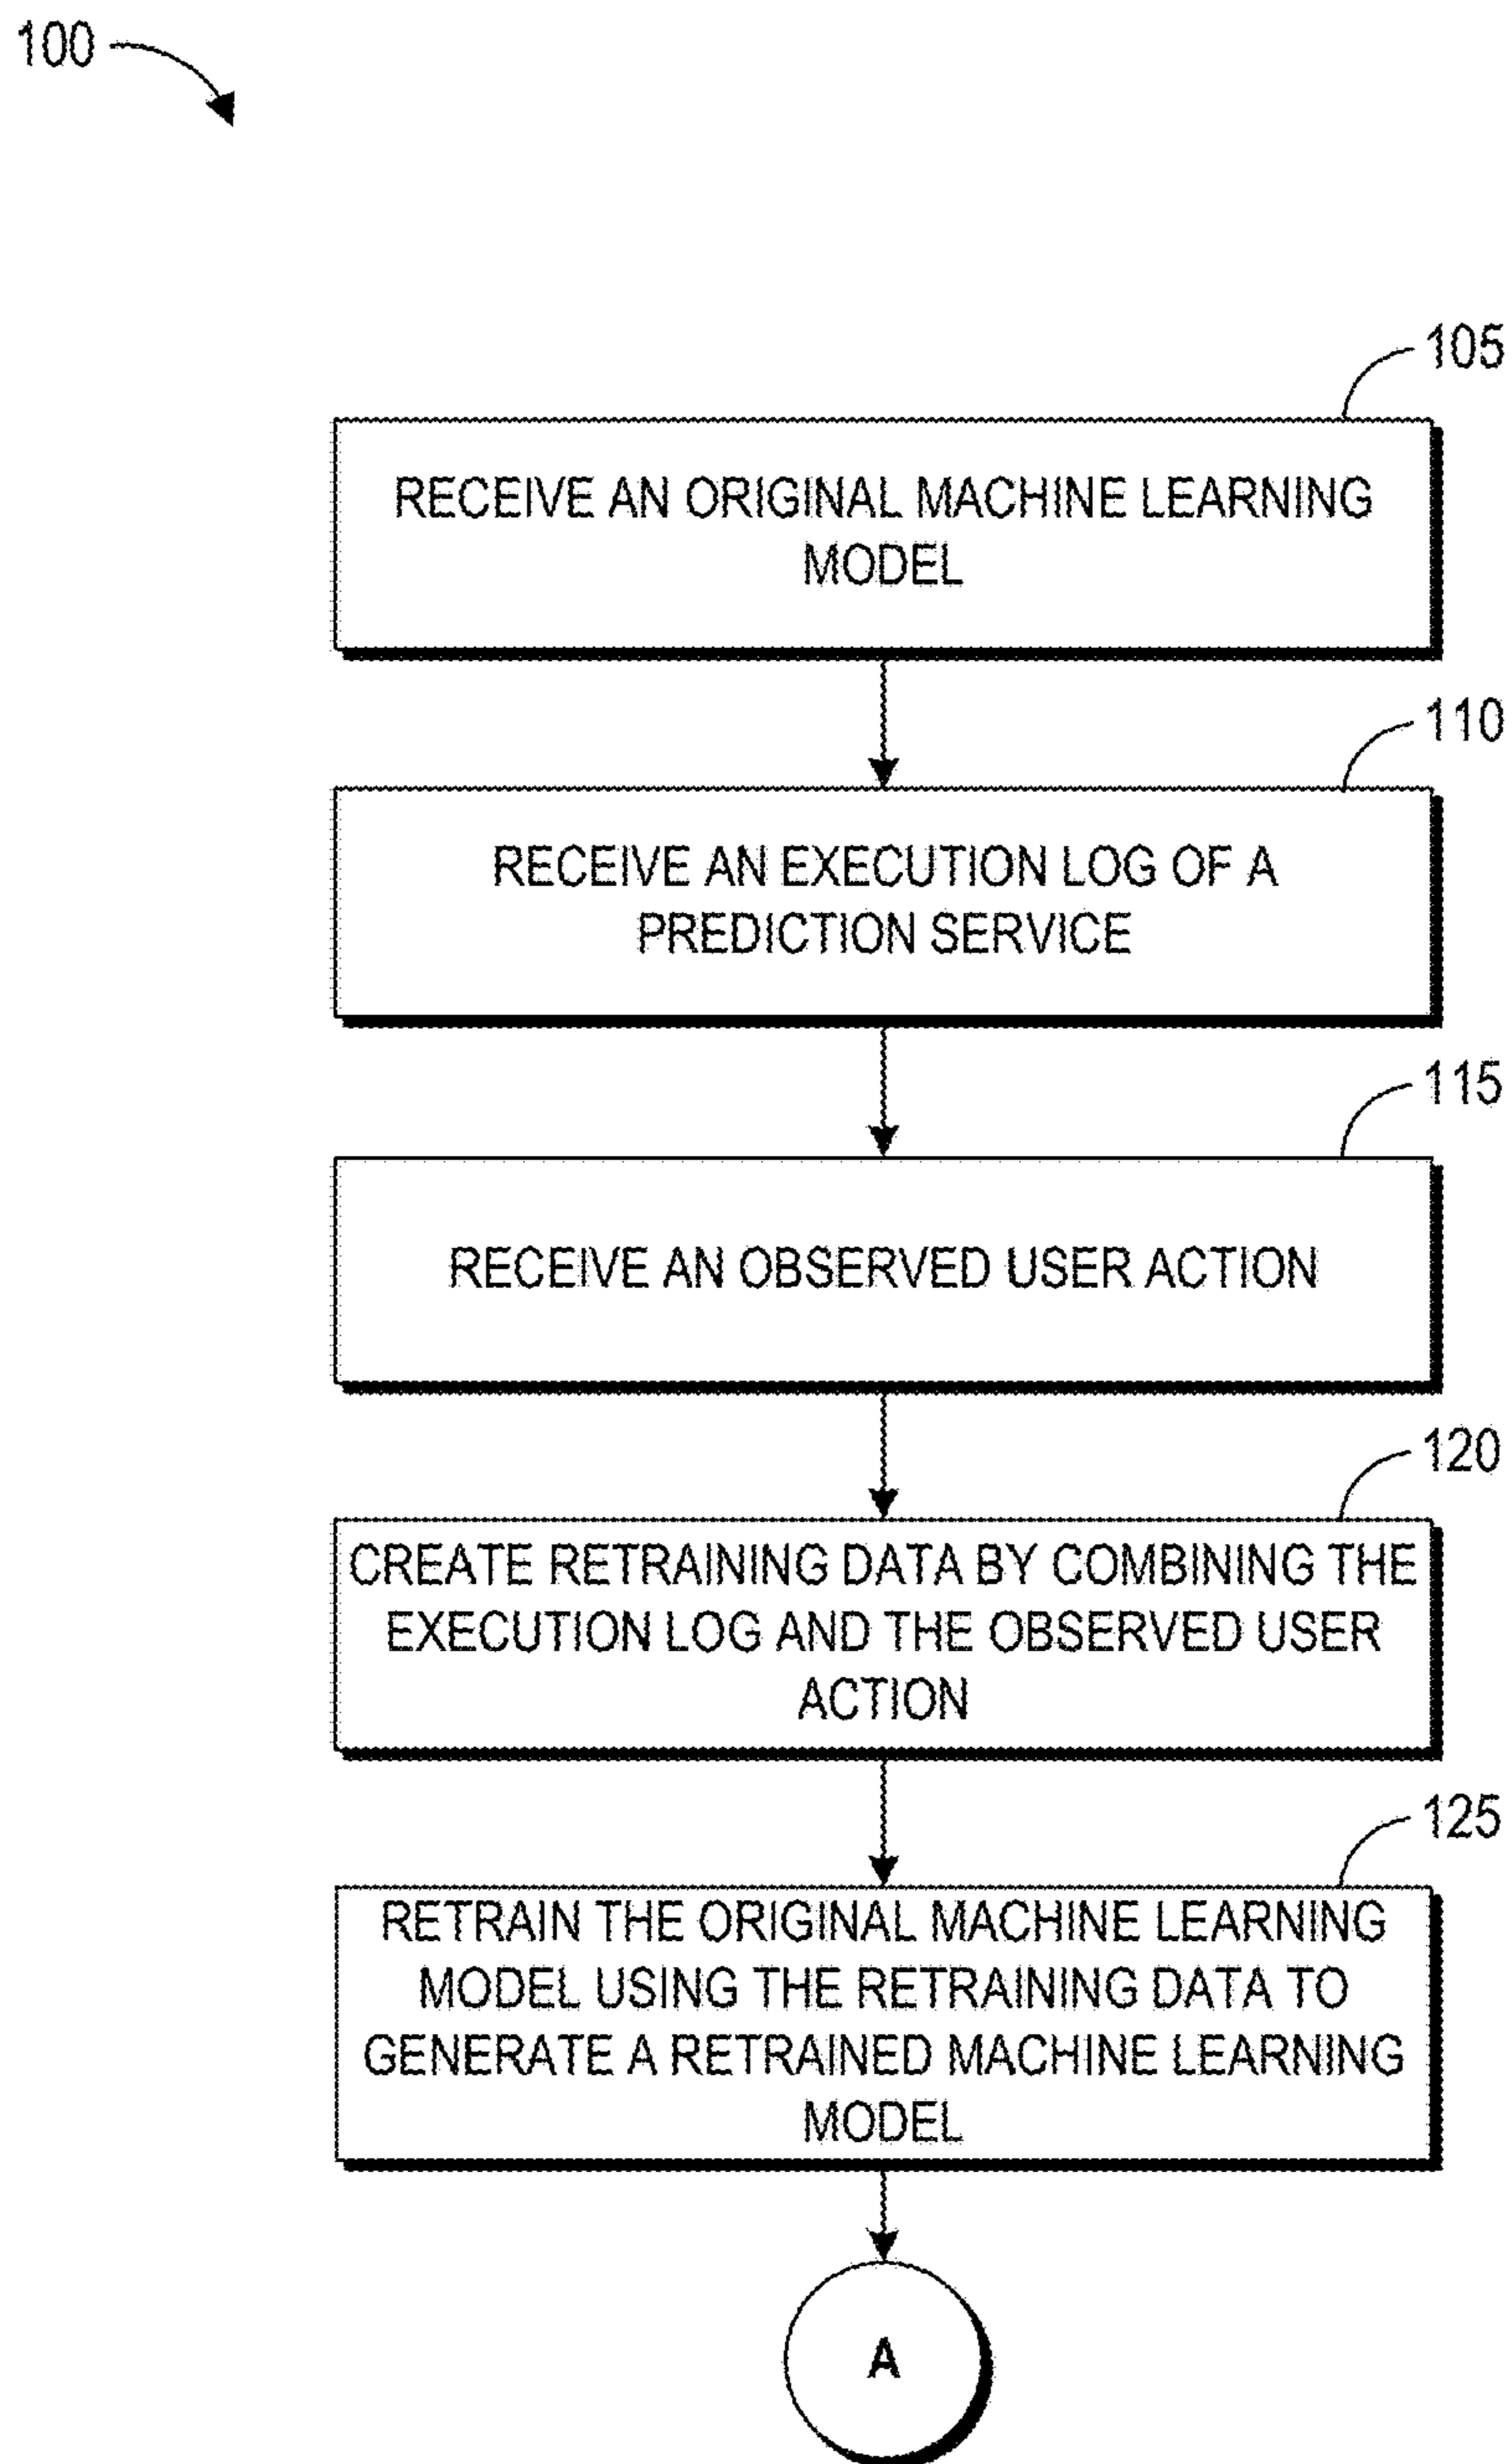 100
105
RECEIVE AN ORIGINAL MACHINE LEARNING
MODEL
110
RECEIVE AN EXECUTION LOG OF A
PREDICTION SERVICE
115
RECEIVE AN OBSERVED USER ACTION
120
CREATE RETRAINING DATA BY COMBINING THE
EXECUTION LOG AND THE OBSERVED USER
ACTION
125
RETRAIN THE ORIGINAL MACHINE LEARNING
MODEL USING THE RETRAINING DATA TO
GENERATE A RETRAINED MACHINE LEARNING
MODEL
A